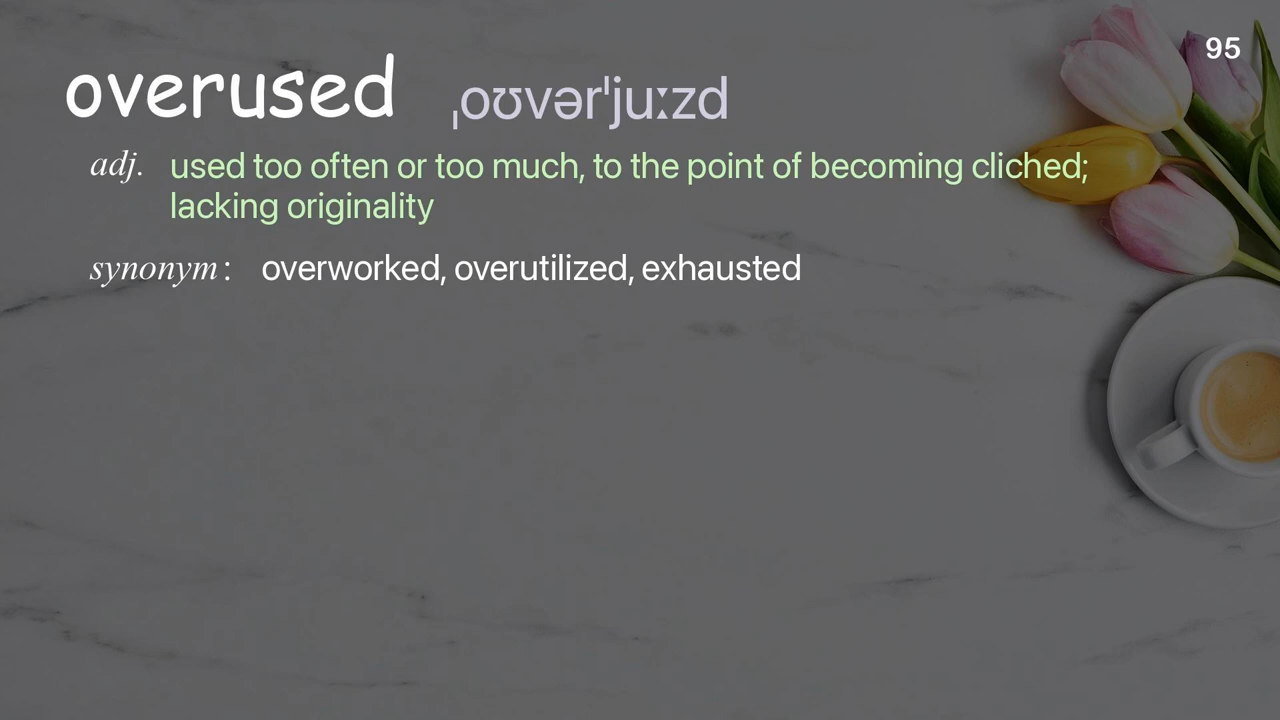 95
overused ˌoʊvərˈjuːzd
adj. used too often or too much, to the point of becoming cliched;
lacking originality
synonym: overworked, overutilized, exhausted